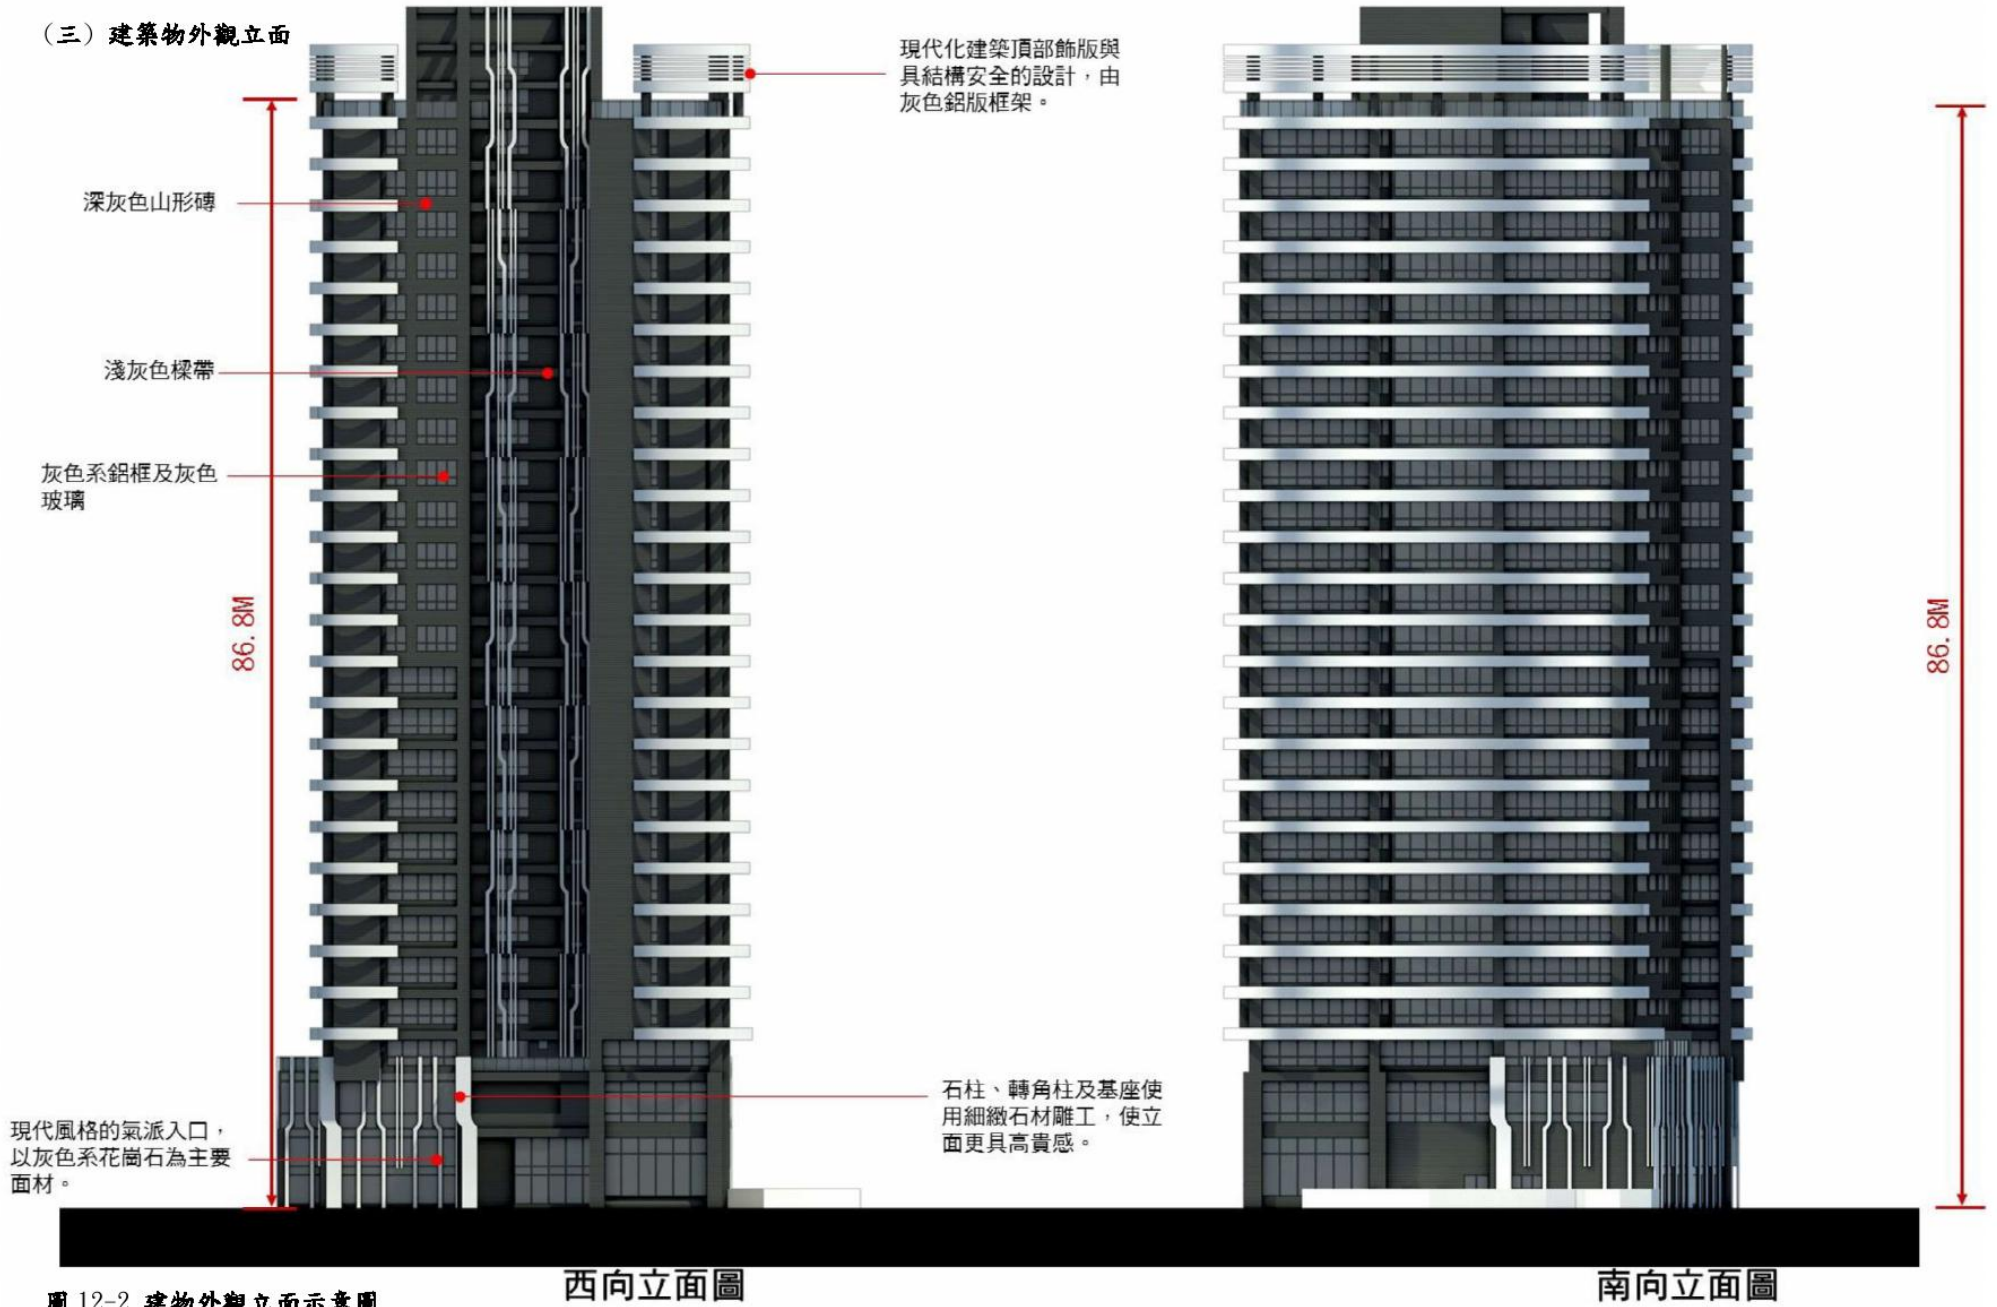 （三）建築物外觀立面
現代化建築頂部飾版與
具結構安全的設計，由
灰色鋁版框架。
深灰色山形磚
淺灰色樑帶
灰色系鋁框及灰色
玻璃
86.8M
86.8M
石柱、轉角柱及基座使
用細緻石材雕工，使立
面更具高貴感。
現代風格的氣派入口，
以灰色系花崗石為主要
面材。
西向立面圖
南向立面圖
圖 12-2 建物外觀立面示意圖